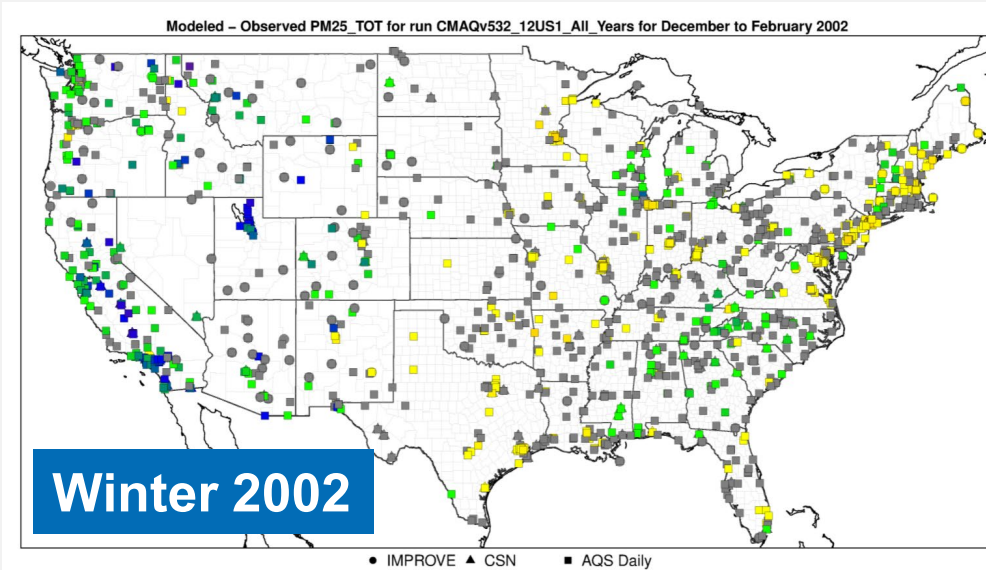 Modeled – Observed PM25_TOT for run CMAQv532_12US1_All_Years for December to February 2002
Winter 2002
● IMPROVE ▲ CSN ■ AQS Daily